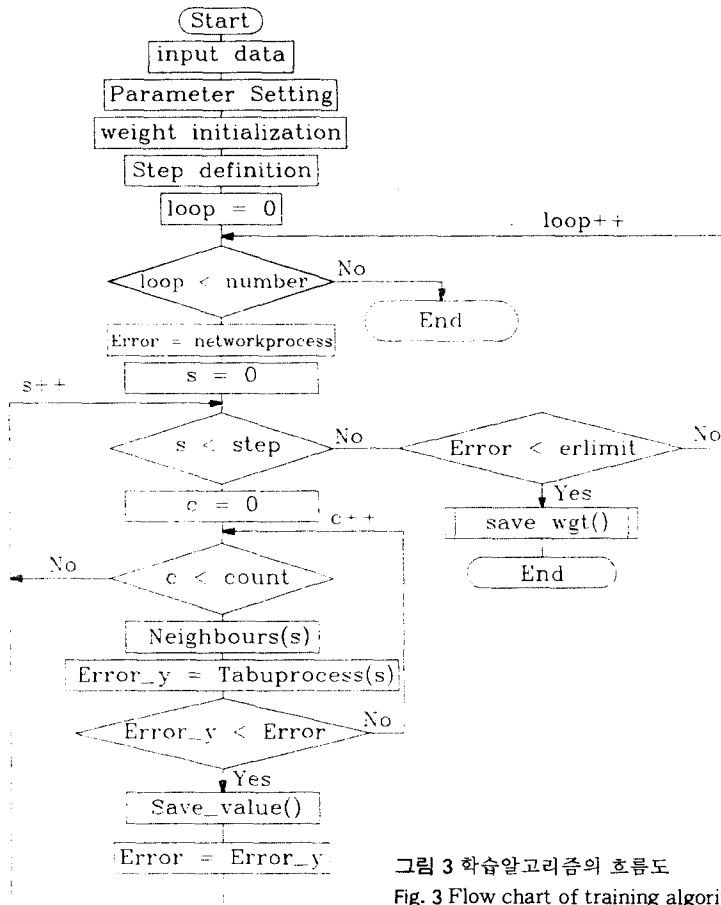 Start
input data
Parameter Setting
weight initialization
Step definition
loop = 0
loop++
loop < number
No
End
Error = networkprocess
s = 0
s++
s < step
No
Error < erlimit
No
Yes
c = 0
c++
save wgt()
End
c < count
No
Neighbours(s)
Error_y = Tabuprocess(s)
Error_y < Error
No
Yes
Save_value()
Error = Error_y
그림 3 학습알고리즘의 흐름도
Fig. 3 Flow chart of training algori